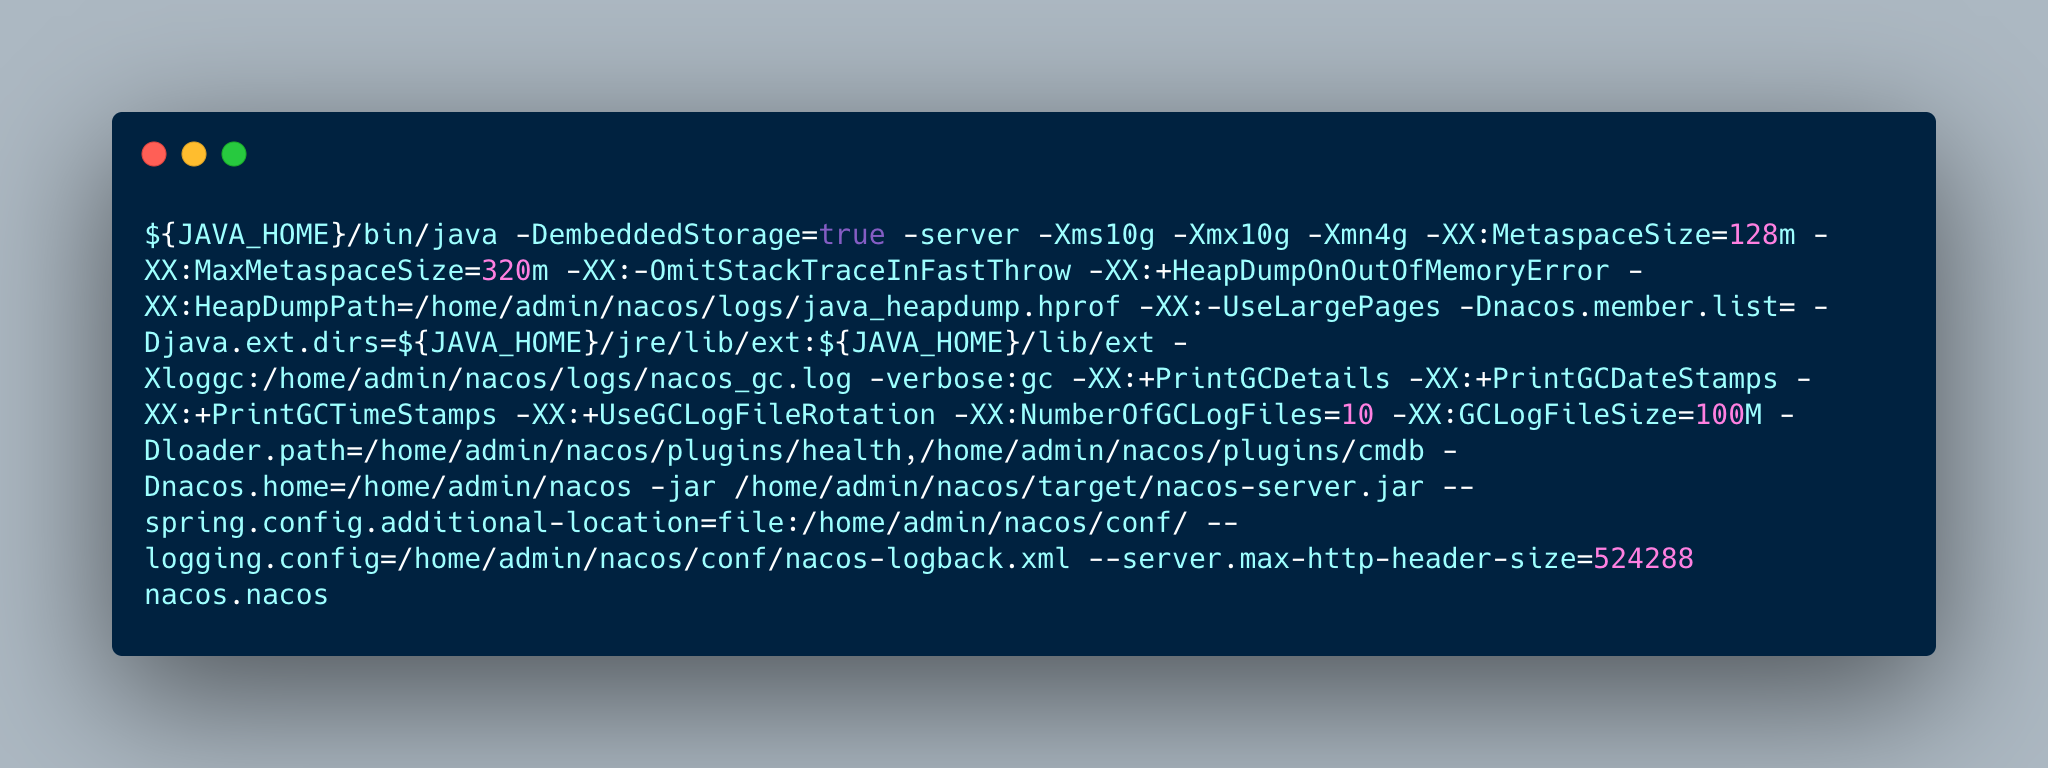 ${JAVA_HOME}/bin/java -DembeddedStorage=true -server -Xms10g -Xmx10g -Xmn4g -XX:MetaspaceSize=128m -
XX:MaxMetaspaceSize=320m -XX:-OmitStackTraceInFastThrow -XX:+HeapDumpOnOutOfMemoryError -
XX:HeapDumpPath=/home/admin/nacos/logs/java_heapdump.hprof -XX:-UseLargePages -Dnacos.member.list= -
Djava.ext.dirs=${JAVA_HOME}/jre/lib/ext:${JAVA_HOME}/lib/ext -
Xloggc:/home/admin/nacos/logs/nacos_gc.log -verbose:gc -XX:+PrintGCDetails -XX:+PrintGCDateStamps -
XX:+PrintGCTimeStamps -XX:+UseGCLogFileRotation -XX:NumberOfGCLogFiles=10 -XX:GCLogFileSize=100M -
Dloader.path=/home/admin/nacos/plugins/health,/home/admin/nacos/plugins/cmdb -
Dnacos.home=/home/admin/nacos -jar /home/admin/nacos/target/nacos-server.jar --
spring.config.additional-location=file:/home/admin/nacos/conf/ --
logging.config=/home/admin/nacos/conf/nacos-logback.xml --server.max-http-header-size=524288
nacos.nacos